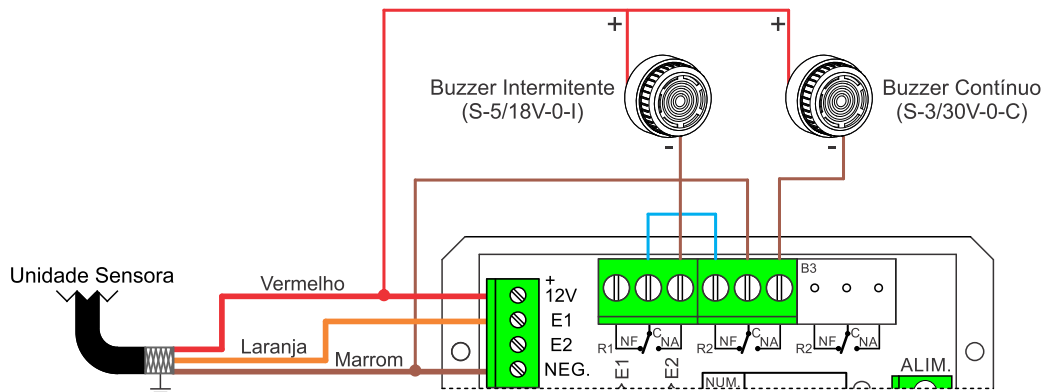 +
+
Buzzer Intermitente
(S-5/18V-0-I)
Buzzer Contínuo
(S-3/30V-0-C)
-
-
Unidade Sensora
Vermelho
Laranja
Marrom
+
12V
E1
E2
NEG.
B3
R1 NF C NA
R2 NF C NA
R2 NF C NA
E1
E2
NUM.
ALIM.